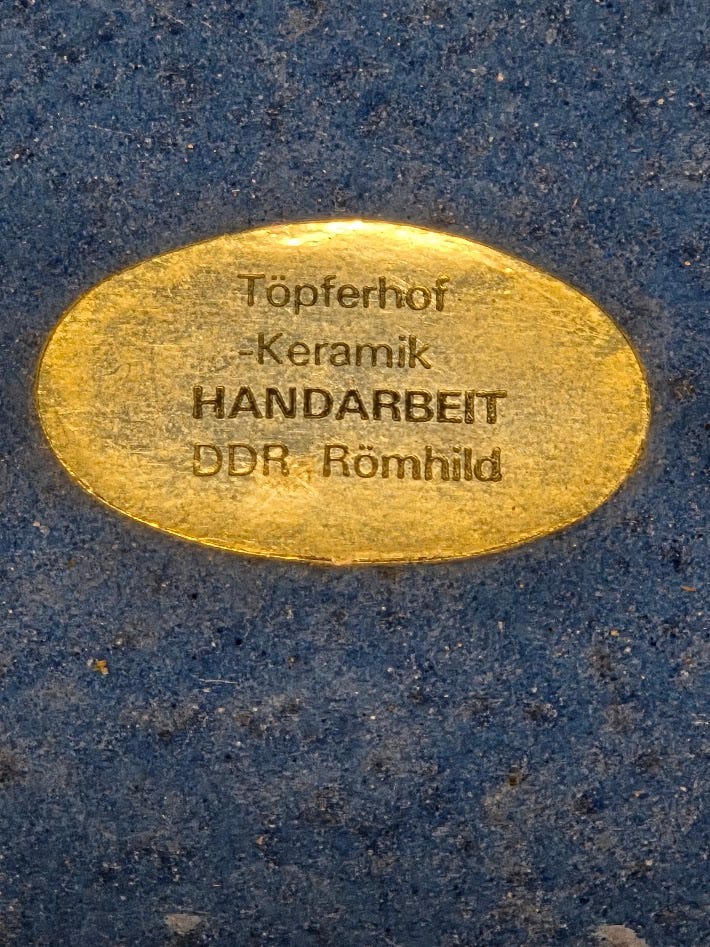 Töpferhof
-Keramik
HANDARBEIT
DDR Römhild